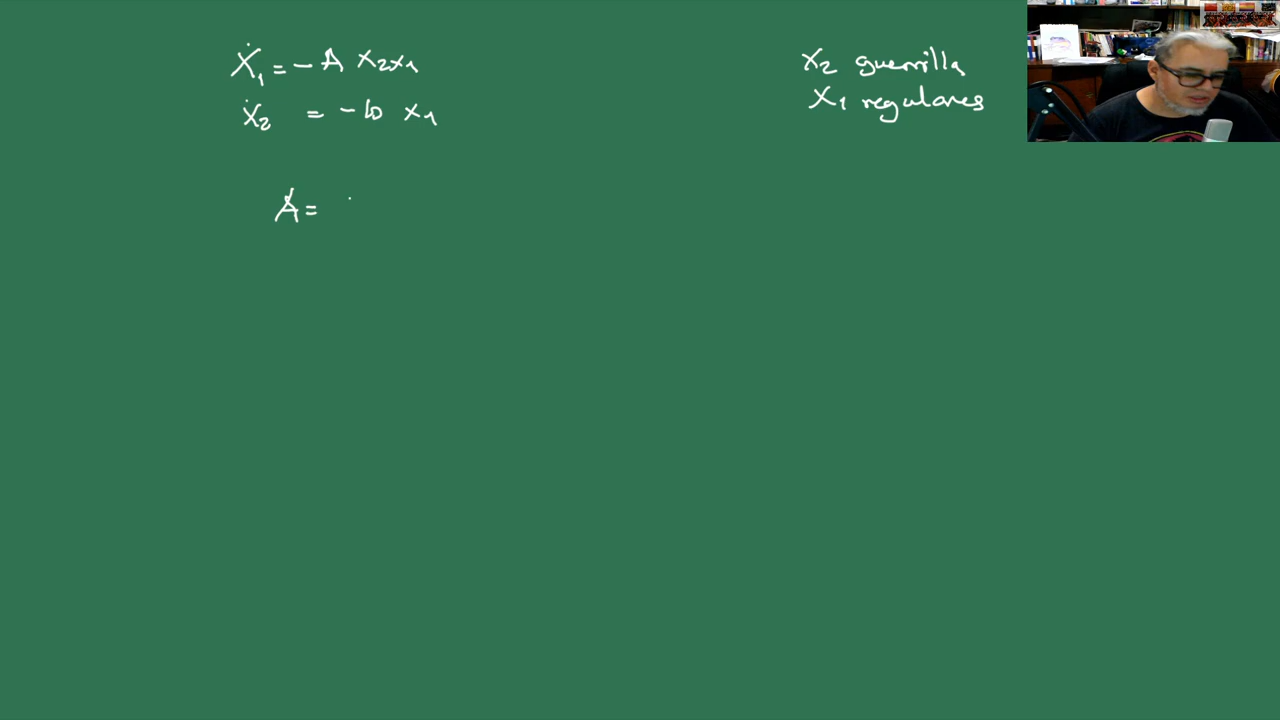 Ẋ₁ = - A x₂x₁
ẋ₂ = - b x₁
x₂ guerrilla
x₁ regulares
A =